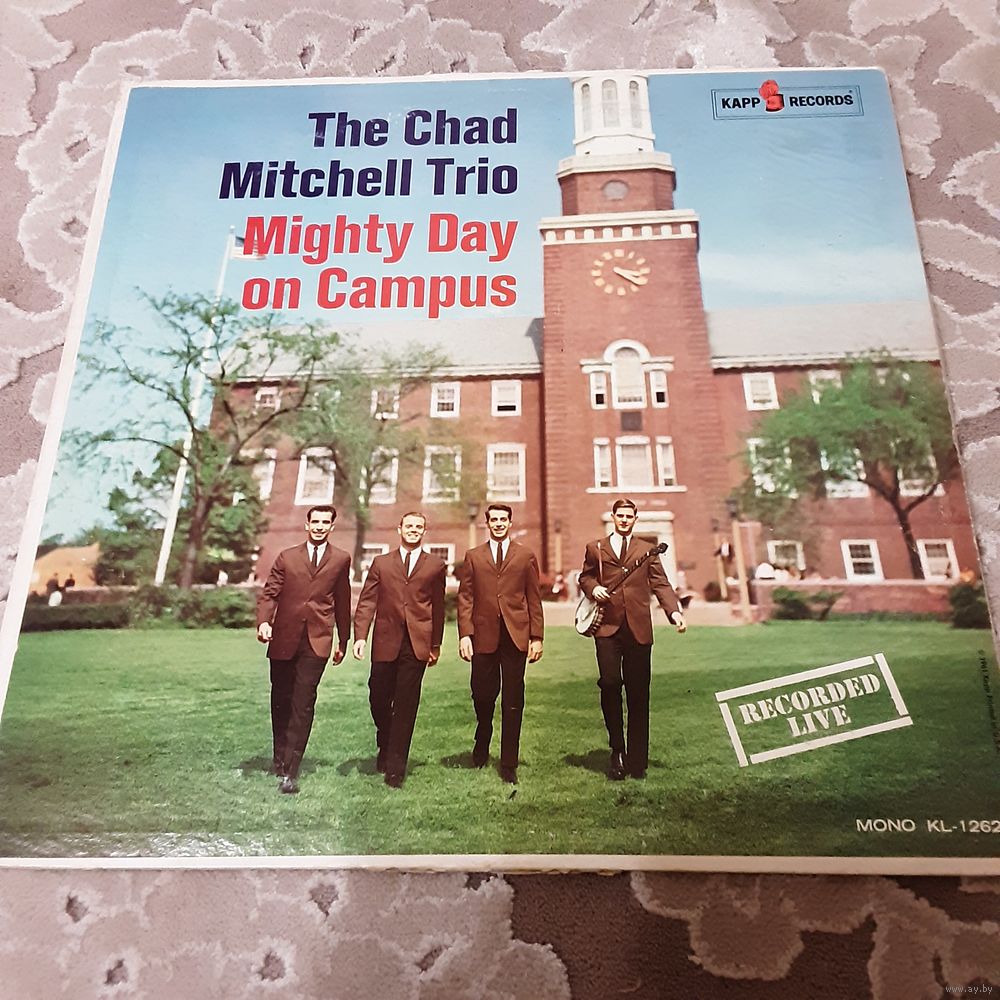 The Chad
Mitchell Trio
Mighty Day
on Campus
KAPP RECORDS
RECORDED
LIVE
MONO KL-1262
www.ay.by